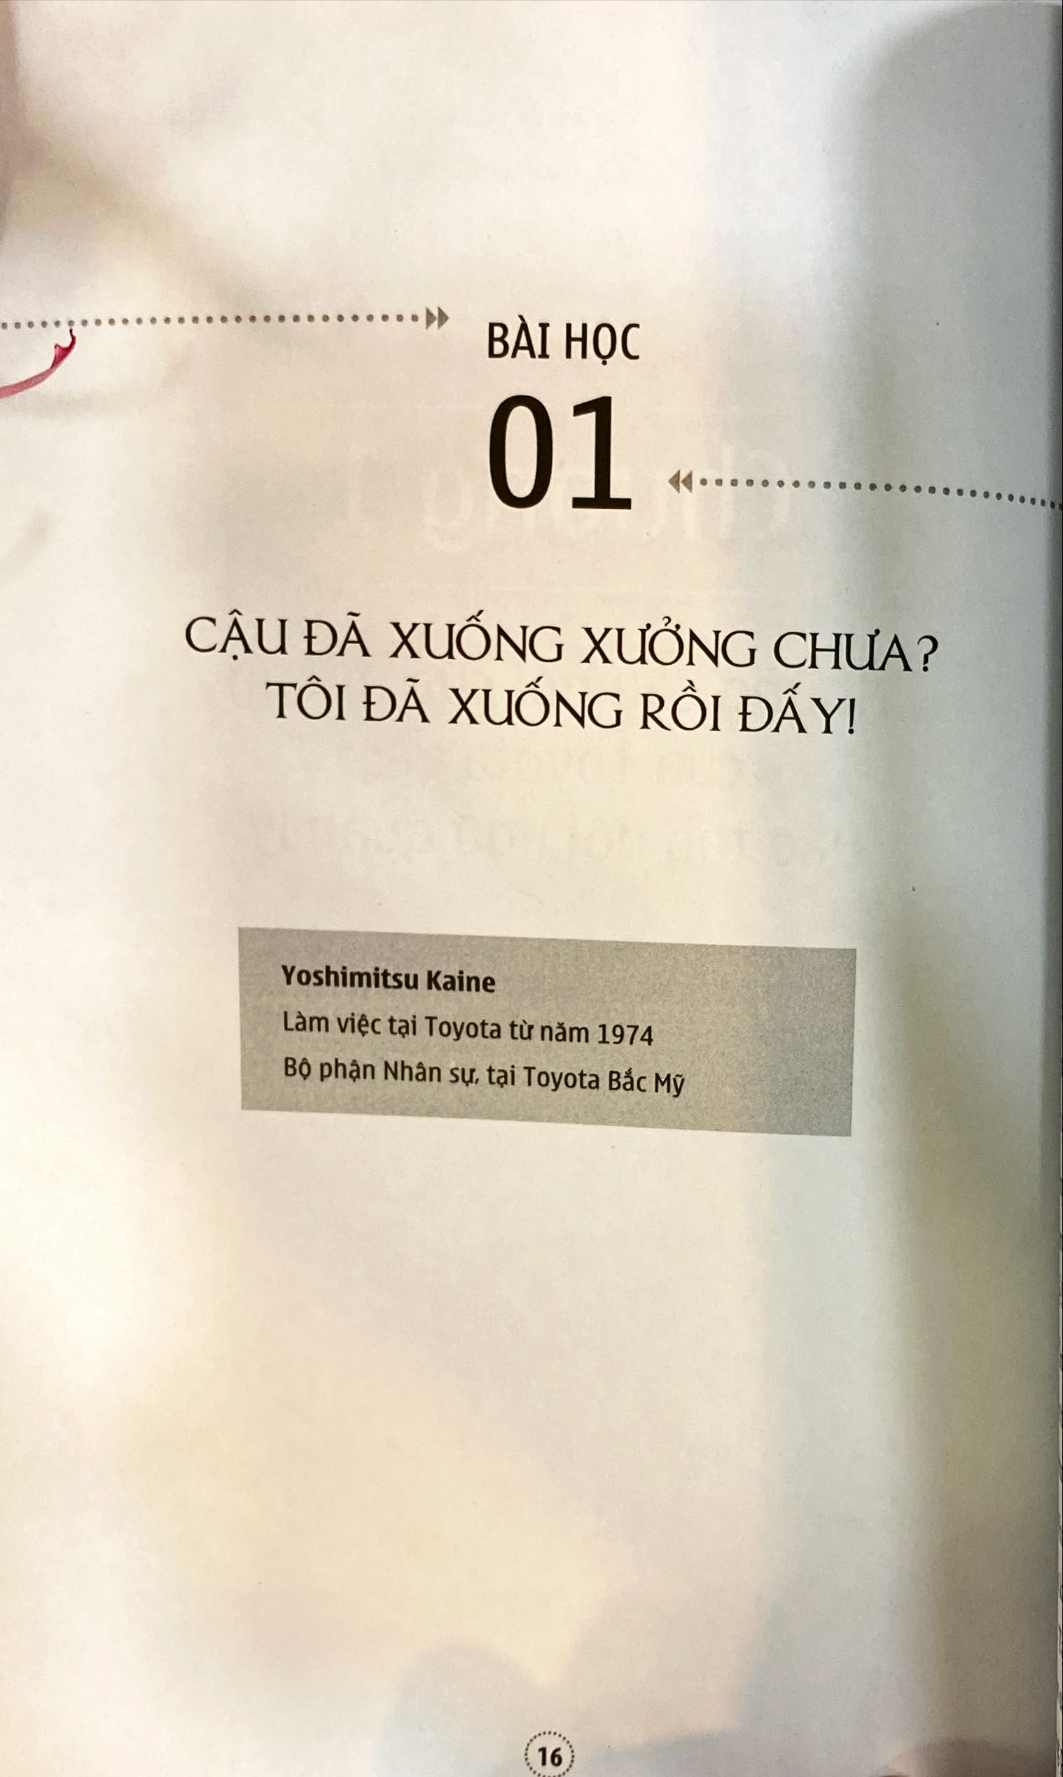 BÀI HỌC
01
CẬU ĐÃ XUỐNG XƯỞNG CHƯA?
TÔI ĐÃ XUỐNG RỒI ĐẤY!
Yoshimitsu Kaine
Làm việc tại Toyota từ năm 1974
Bộ phận Nhân sự, tại Toyota Bắc Mỹ
16